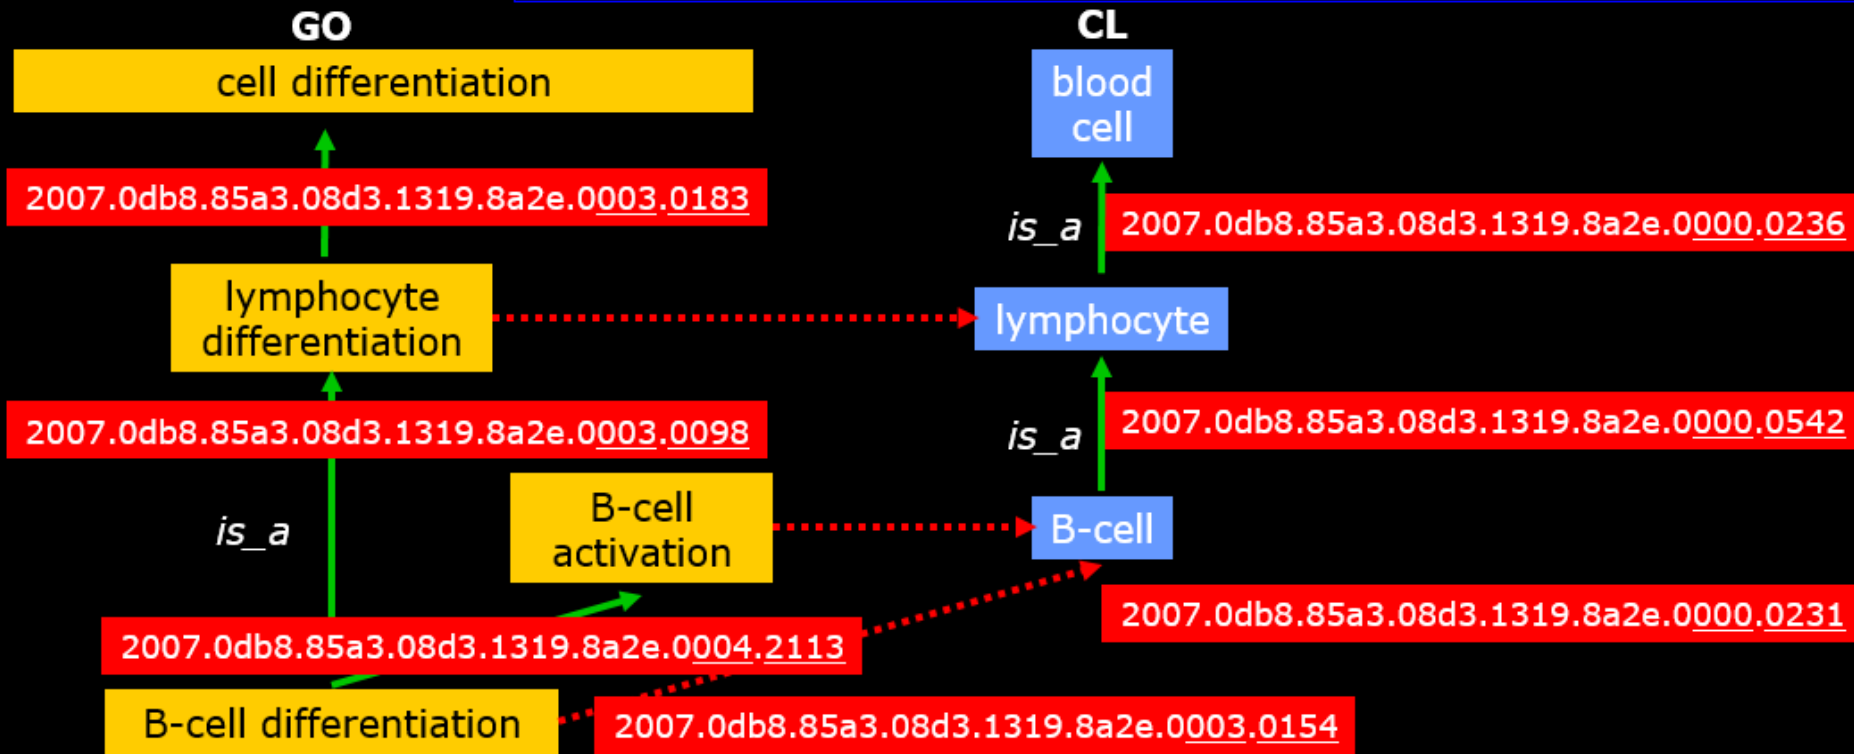 GO
CL
cell differentiation
blood
cell
2007.0db8.85a3.08d3.1319.8a2e.0003.0183
is_a
2007.0db8.85a3.08d3.1319.8a2e.0000.0236
lymphocyte
differentiation
lymphocyte
2007.0db8.85a3.08d3.1319.8a2e.0003.0098
is_a
2007.0db8.85a3.08d3.1319.8a2e.0000.0542
is_a
B-cell
activation
B-cell
2007.0db8.85a3.08d3.1319.8a2e.0000.0231
2007.0db8.85a3.08d3.1319.8a2e.0004.2113
B-cell differentiation
2007.0db8.85a3.08d3.1319.8a2e.0003.0154